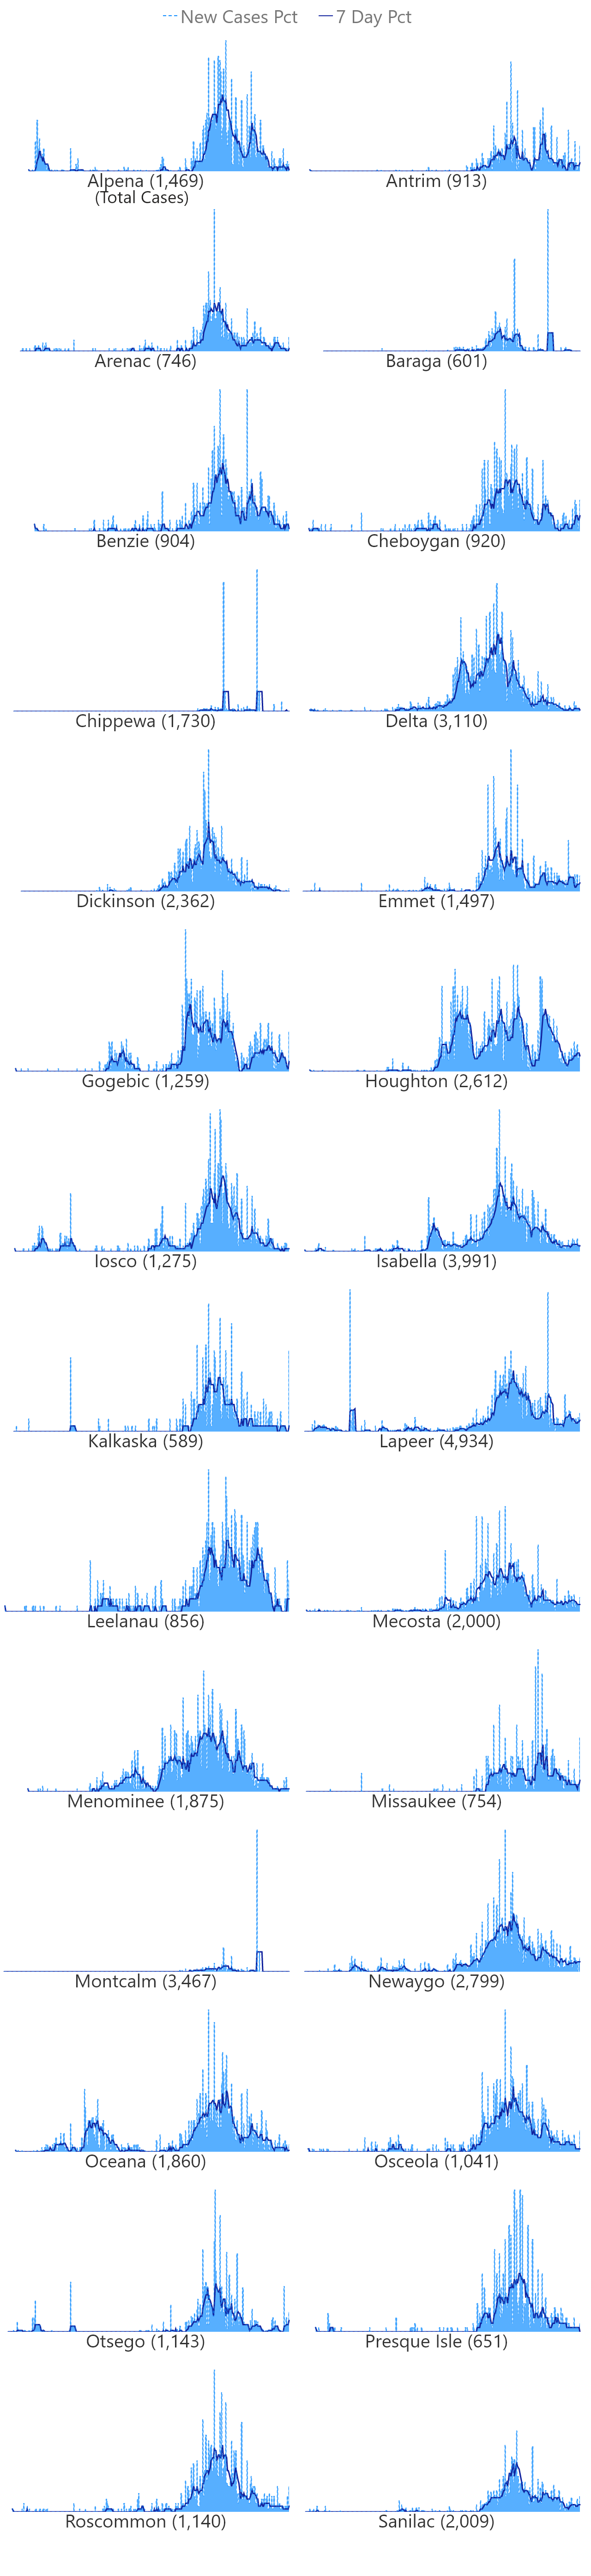 New Cases Pct 7 Day Pct
Alpena (1,469) Antrim (913)
(Total Cases)
Arenac (746) Baraga (601)
Benzie (904) Cheboygan (920)
Chippewa (1,730) Delta (3,110)
Dickinson (2,362) Emmet (1,497)
Gogebic (1,259) Houghton (2,612)
Iosco (1,275) Isabella (3,991)
Kalkaska (589) Lapeer (4,934)
Leelanau (856) Mecosta (2,000)
Menominee (1,875) Missaukee (754)
Montcalm (3,467) Newaygo (2,799)
Oceana (1,860) Osceola (1,041)
Otsego (1,143) Presque Isle (651)
Roscommon (1,140) Sanilac (2,009)